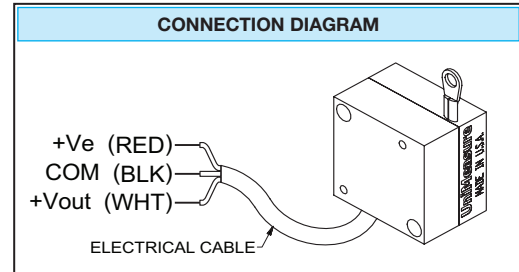 CONNECTION DIAGRAM
+Ve (RED)
COM (BLK)
+Vout (WHT)
ELECTRICAL CABLE
UniMeasure
MADE IN U.S.A.